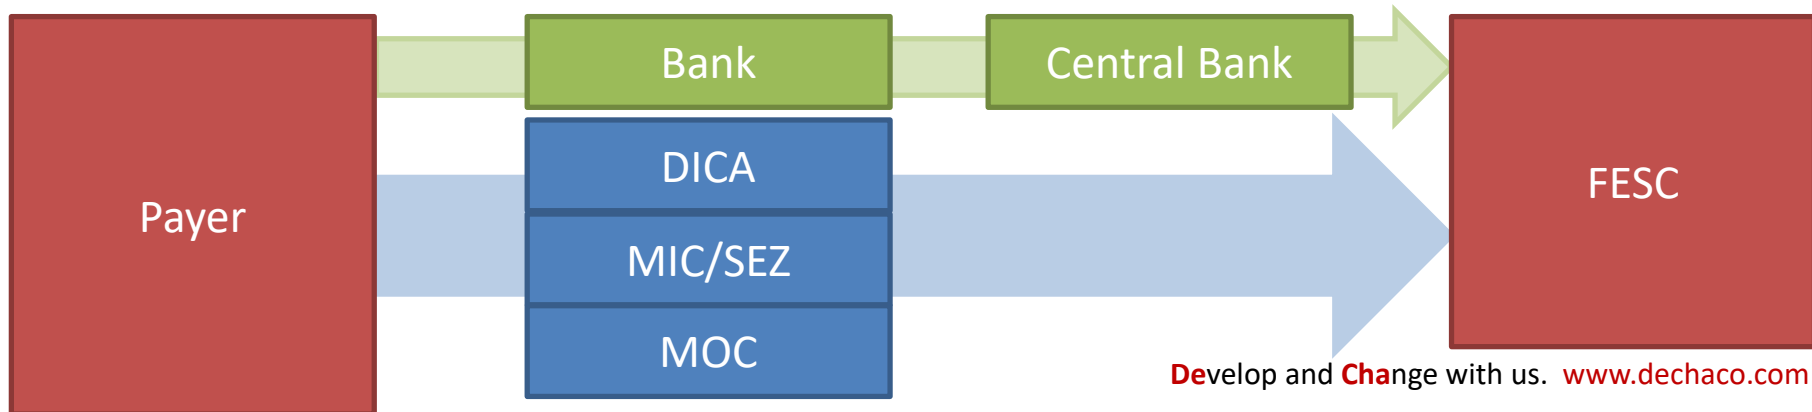 Payer
Bank
Central Bank
DICA
MIC/SEZ
MOC
FESC
Develop and Change with us. www.dechaco.com